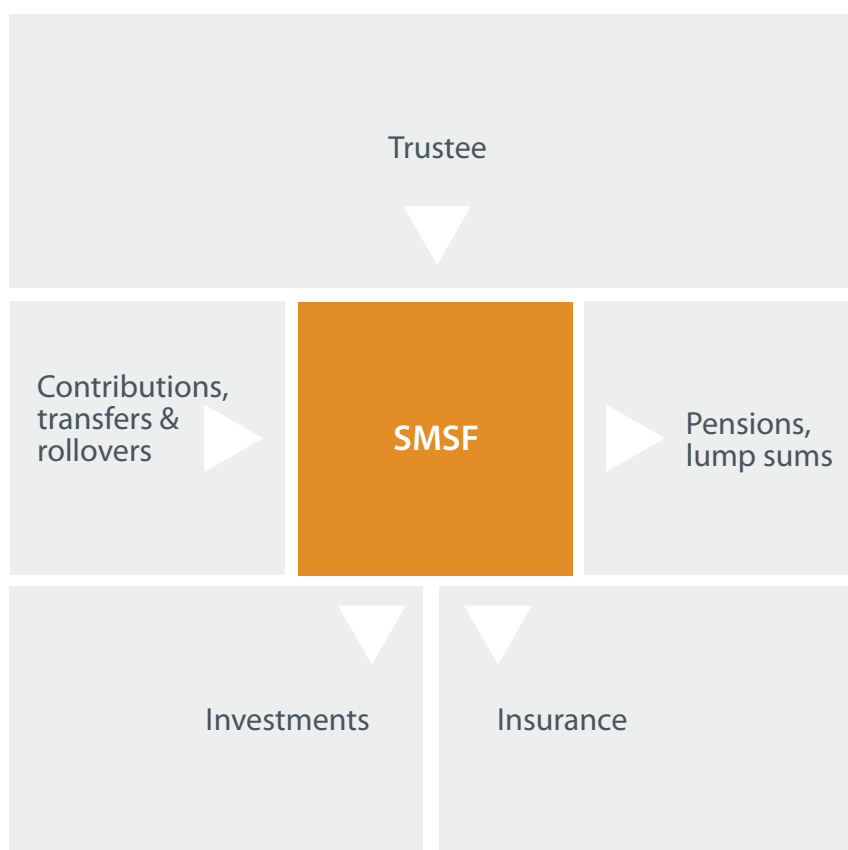 Trustee
Contributions,
transfers &
rollovers
SMSF
Pensions,
lump sums
Investments
Insurance